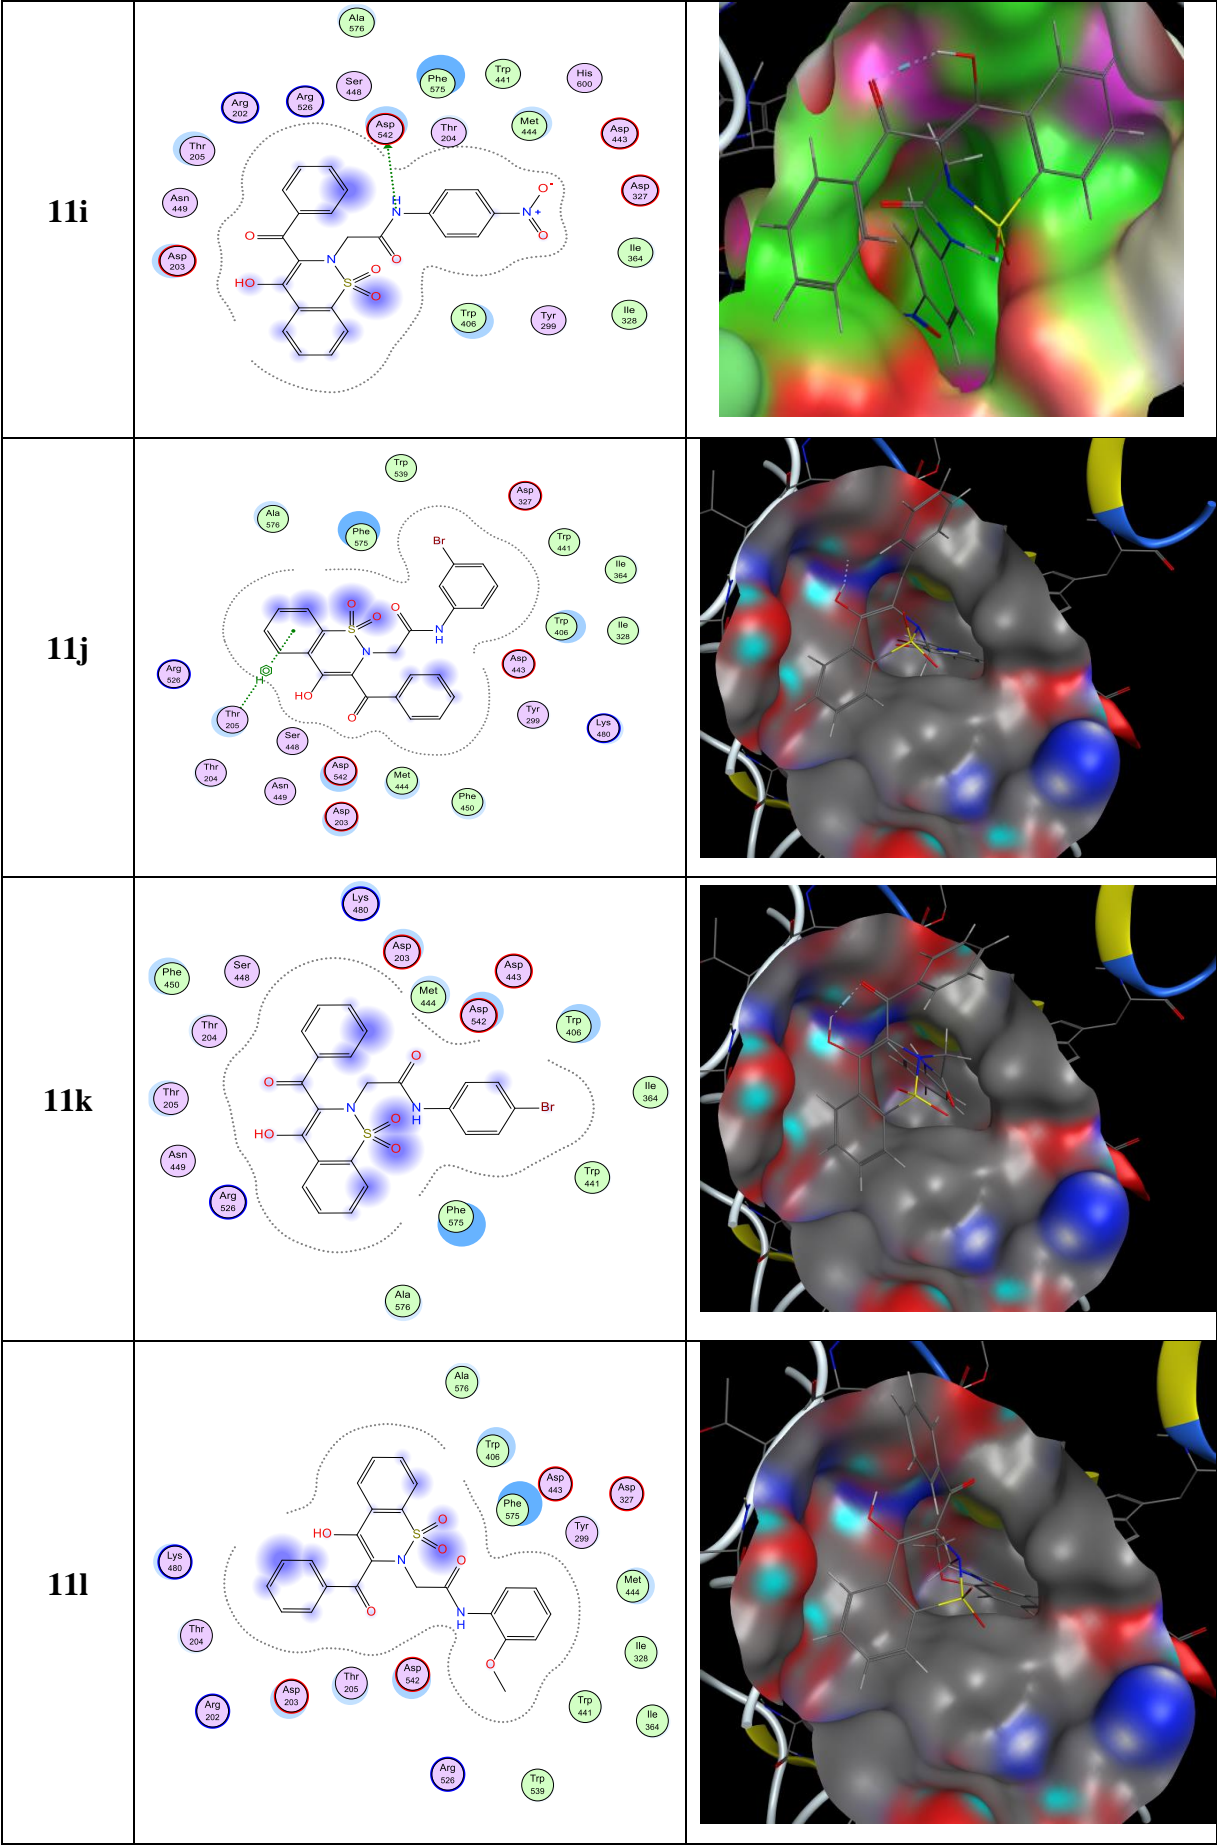 11i
Ala
576
Ser
448
Phe
575
Trp
441
His
600
Arg
202
Arg
526
Asp
542
Thr
204
Met
444
Asp
443
Thr
205
Asn
449
Asp
327
Asp
203
Ile
364
Trp
406
Tyr
299
Ile
328
H
N
O-
N+
O
O
O
N
O
HO
S
O
11j
Trp
539
Asp
327
Ala
576
Phe
575
Trp
441
Ile
364
Trp
406
Ile
328
Asp
443
Arg
526
Tyr
299
Lys
480
Thr
205
Ser
448
Thr
204
Asn
449
Asp
542
Met
444
Phe
450
Asp
203
Br
O
O
O
S
N
H
N
HO
O
H
11k
Lys
480
Asp
203
Asp
443
Phe
450
Ser
448
Met
444
Asp
542
Trp
406
Thr
204
Ile
364
Thr
205
Asn
449
Trp
441
Arg
526
Phe
575
Ala
576
O
O
N
N
H
Br
O
HO
S
O
11l
Ala
576
Trp
406
Asp
443
Asp
327
Phe
575
Tyr
299
Lys
480
Met
444
Thr
204
Ile
328
Asp
203
Thr
205
Asp
542
Arg
202
Trp
441
Ile
364
Arg
526
Trp
539
O
HO
S
O
N
O
O
N
H
O